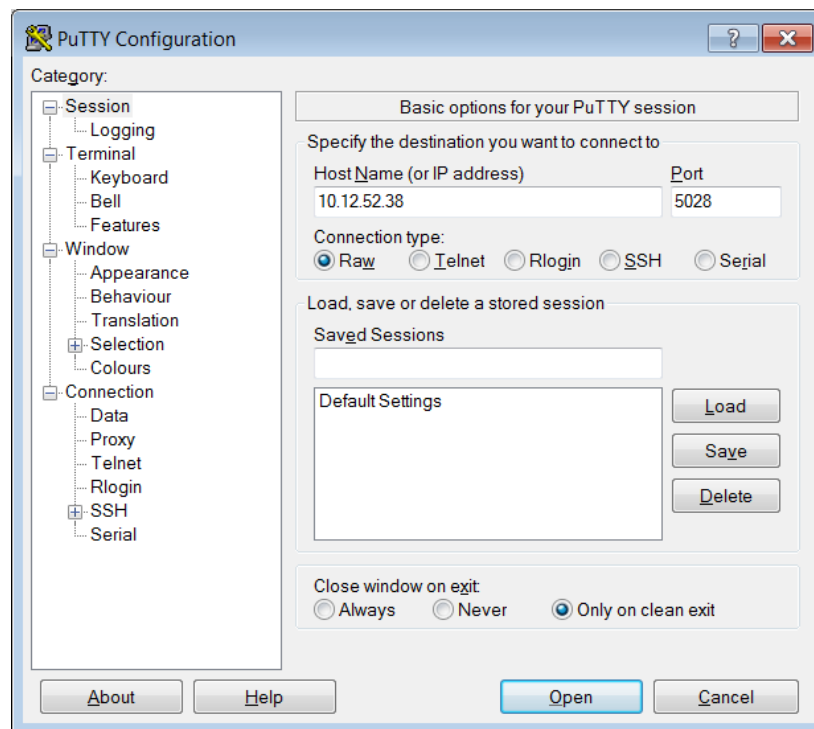 PuTTY Configuration
Category:
Session
Logging
Terminal
Keyboard
Bell
Features
Window
Appearance
Behaviour
Translation
Selection
Colours
Connection
Data
Proxy
Telnet
Rlogin
SSH
Serial
Basic options for your PuTTY session
Specify the destination you want to connect to
Host Name (or IP address) Port
10.12.52.38 5028
Connection type:
Raw Telnet Rlogin SSH Serial
Load, save or delete a stored session
Saved Sessions
Default Settings
Load
Save
Delete
Close window on exit:
Always Never Only on clean exit
About Help Open Cancel